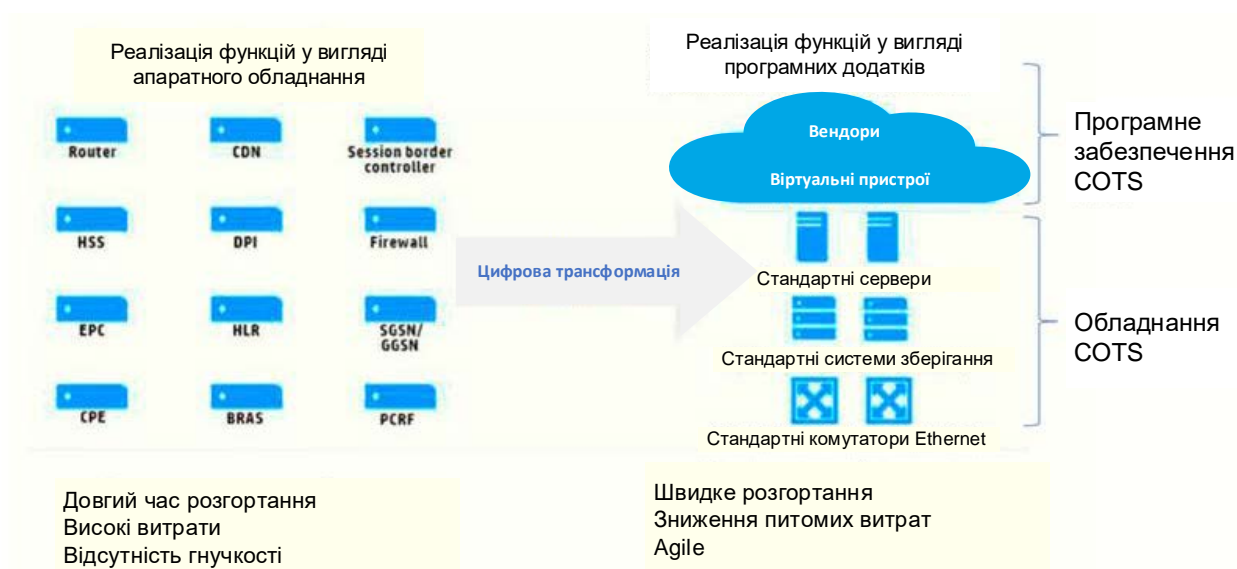 Реалізація функцій у вигляді
апаратного обладнання
Router
CDN
Session border
controller
HSS
DPI
Firewall
EPC
HLR
SGSN/
GGSN
CPE
BRAS
PCRF
Довгий час розгортання
Високі витрати
Відсутність гнучкості
Цифрова трансформація
Реалізація функцій у вигляді
програмних додатків
Вендори
Віртуальні пристрої
Стандартні сервери
Стандартні системи зберігання
Стандартні комутатори Ethernet
Програмне
забезпечення
COTS
Обладнання
COTS
Швидке розгортання
Зниження питомих витрат
Agile